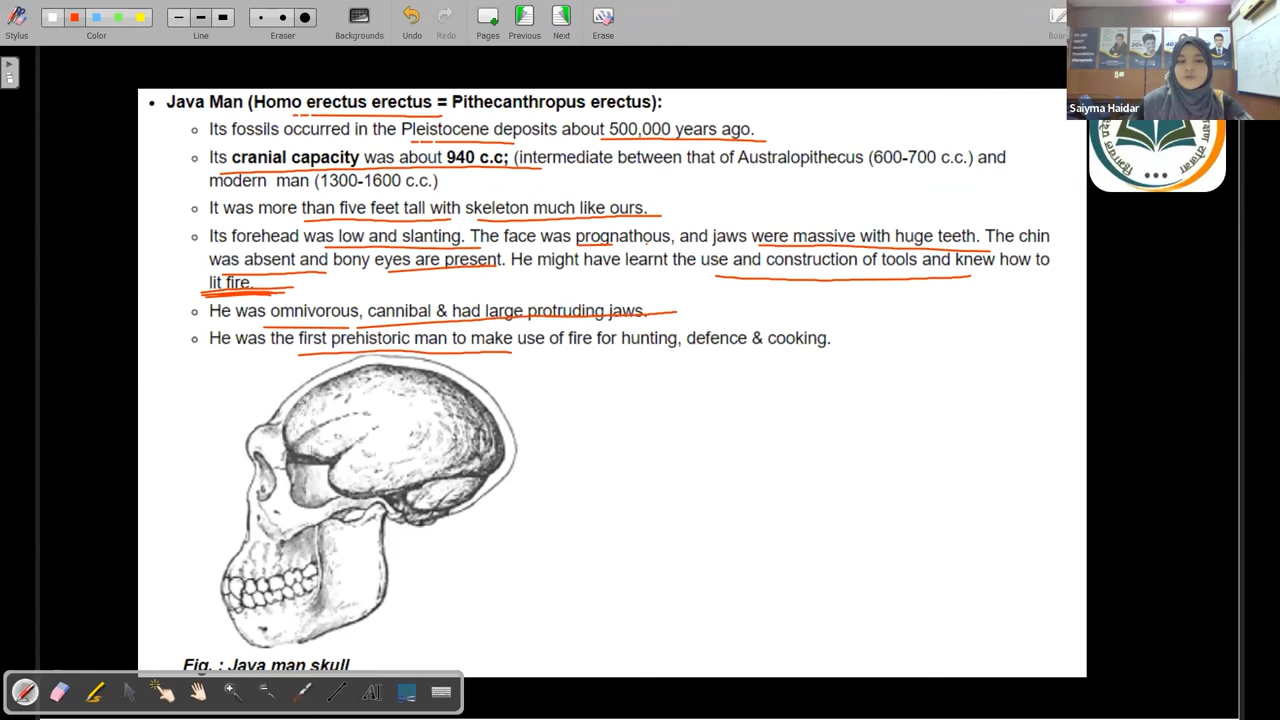 Stylus
Color
Line
Eraser
Backgrounds
Undo
Redo
Pages
Previous
Next
Erase
Saiyma Haidar
• Java Man (Homo erectus erectus = Pithecanthropus erectus):
○ Its fossils occurred in the Pleistocene deposits about 500,000 years ago.
○ Its cranial capacity was about 940 c.c; (intermediate between that of Australopithecus (600-700 c.c.) and
modern man (1300-1600 c.c.)
○ It was more than five feet tall with skeleton much like ours.
○ Its forehead was low and slanting. The face was prognathous, and jaws were massive with huge teeth. The chin
was absent and bony eyes are present. He might have learnt the use and construction of tools and knew how to
lit fire.
○ He was omnivorous, cannibal & had large protruding jaws.
○ He was the first prehistoric man to make use of fire for hunting, defence & cooking.
Fig. : Java man skull